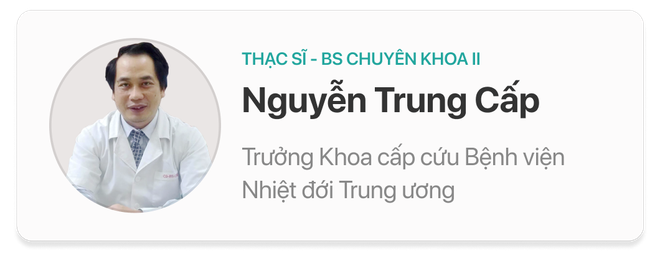 THẠC SĨ - BS CHUYÊN KHOA II
Nguyễn Trung Cấp
Trưởng Khoa cấp cứu Bệnh viện
Nhiệt đới Trung ương